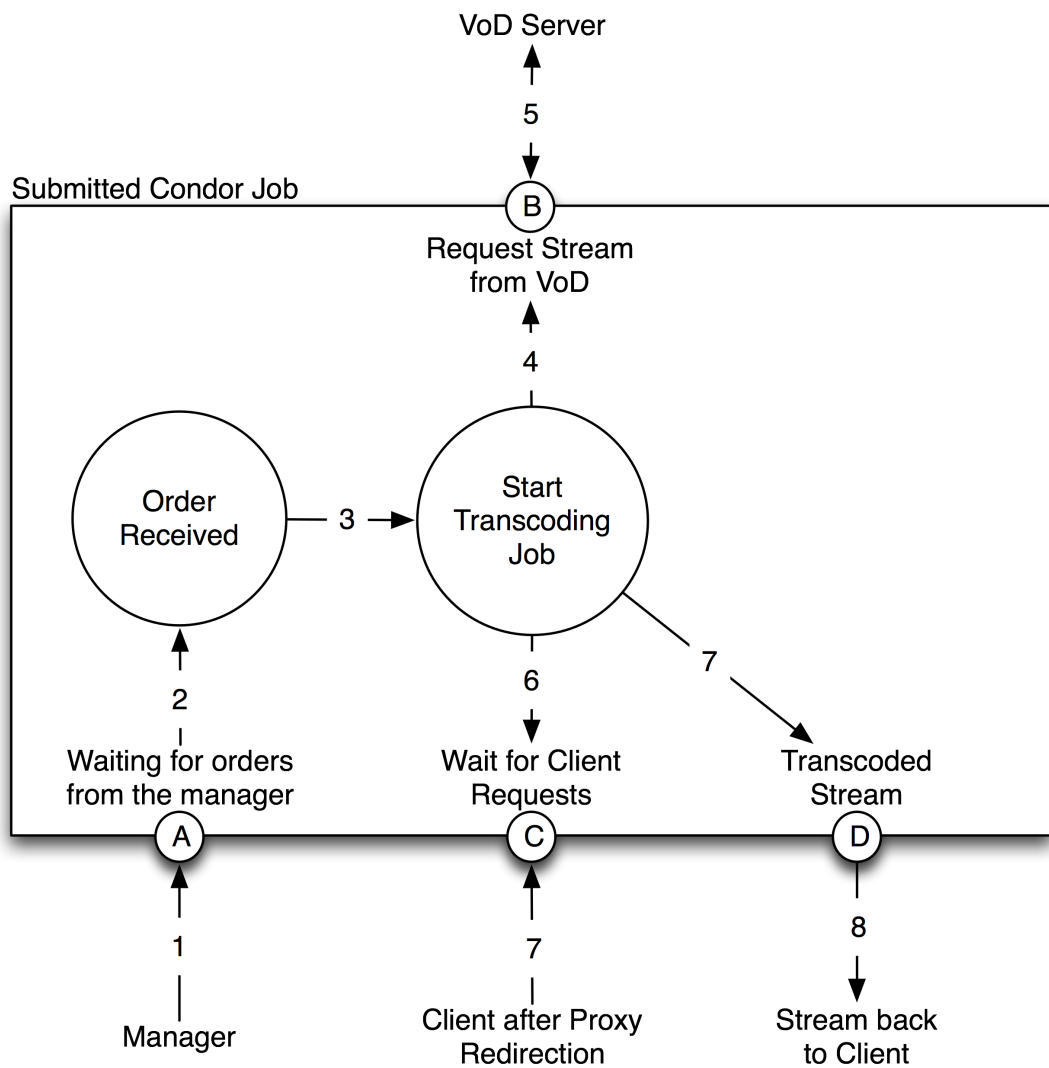 VoD Server
5
Submitted Condor Job
B
Request Stream
from VoD
4
Order
Received
3
Start
Transcoding
Job
2
6
7
Waiting for orders
from the manager
Wait for Client
Requests
Transcoded
Stream
A
C
D
1
7
8
Manager
Client after Proxy
Redirection
Stream back
to Client